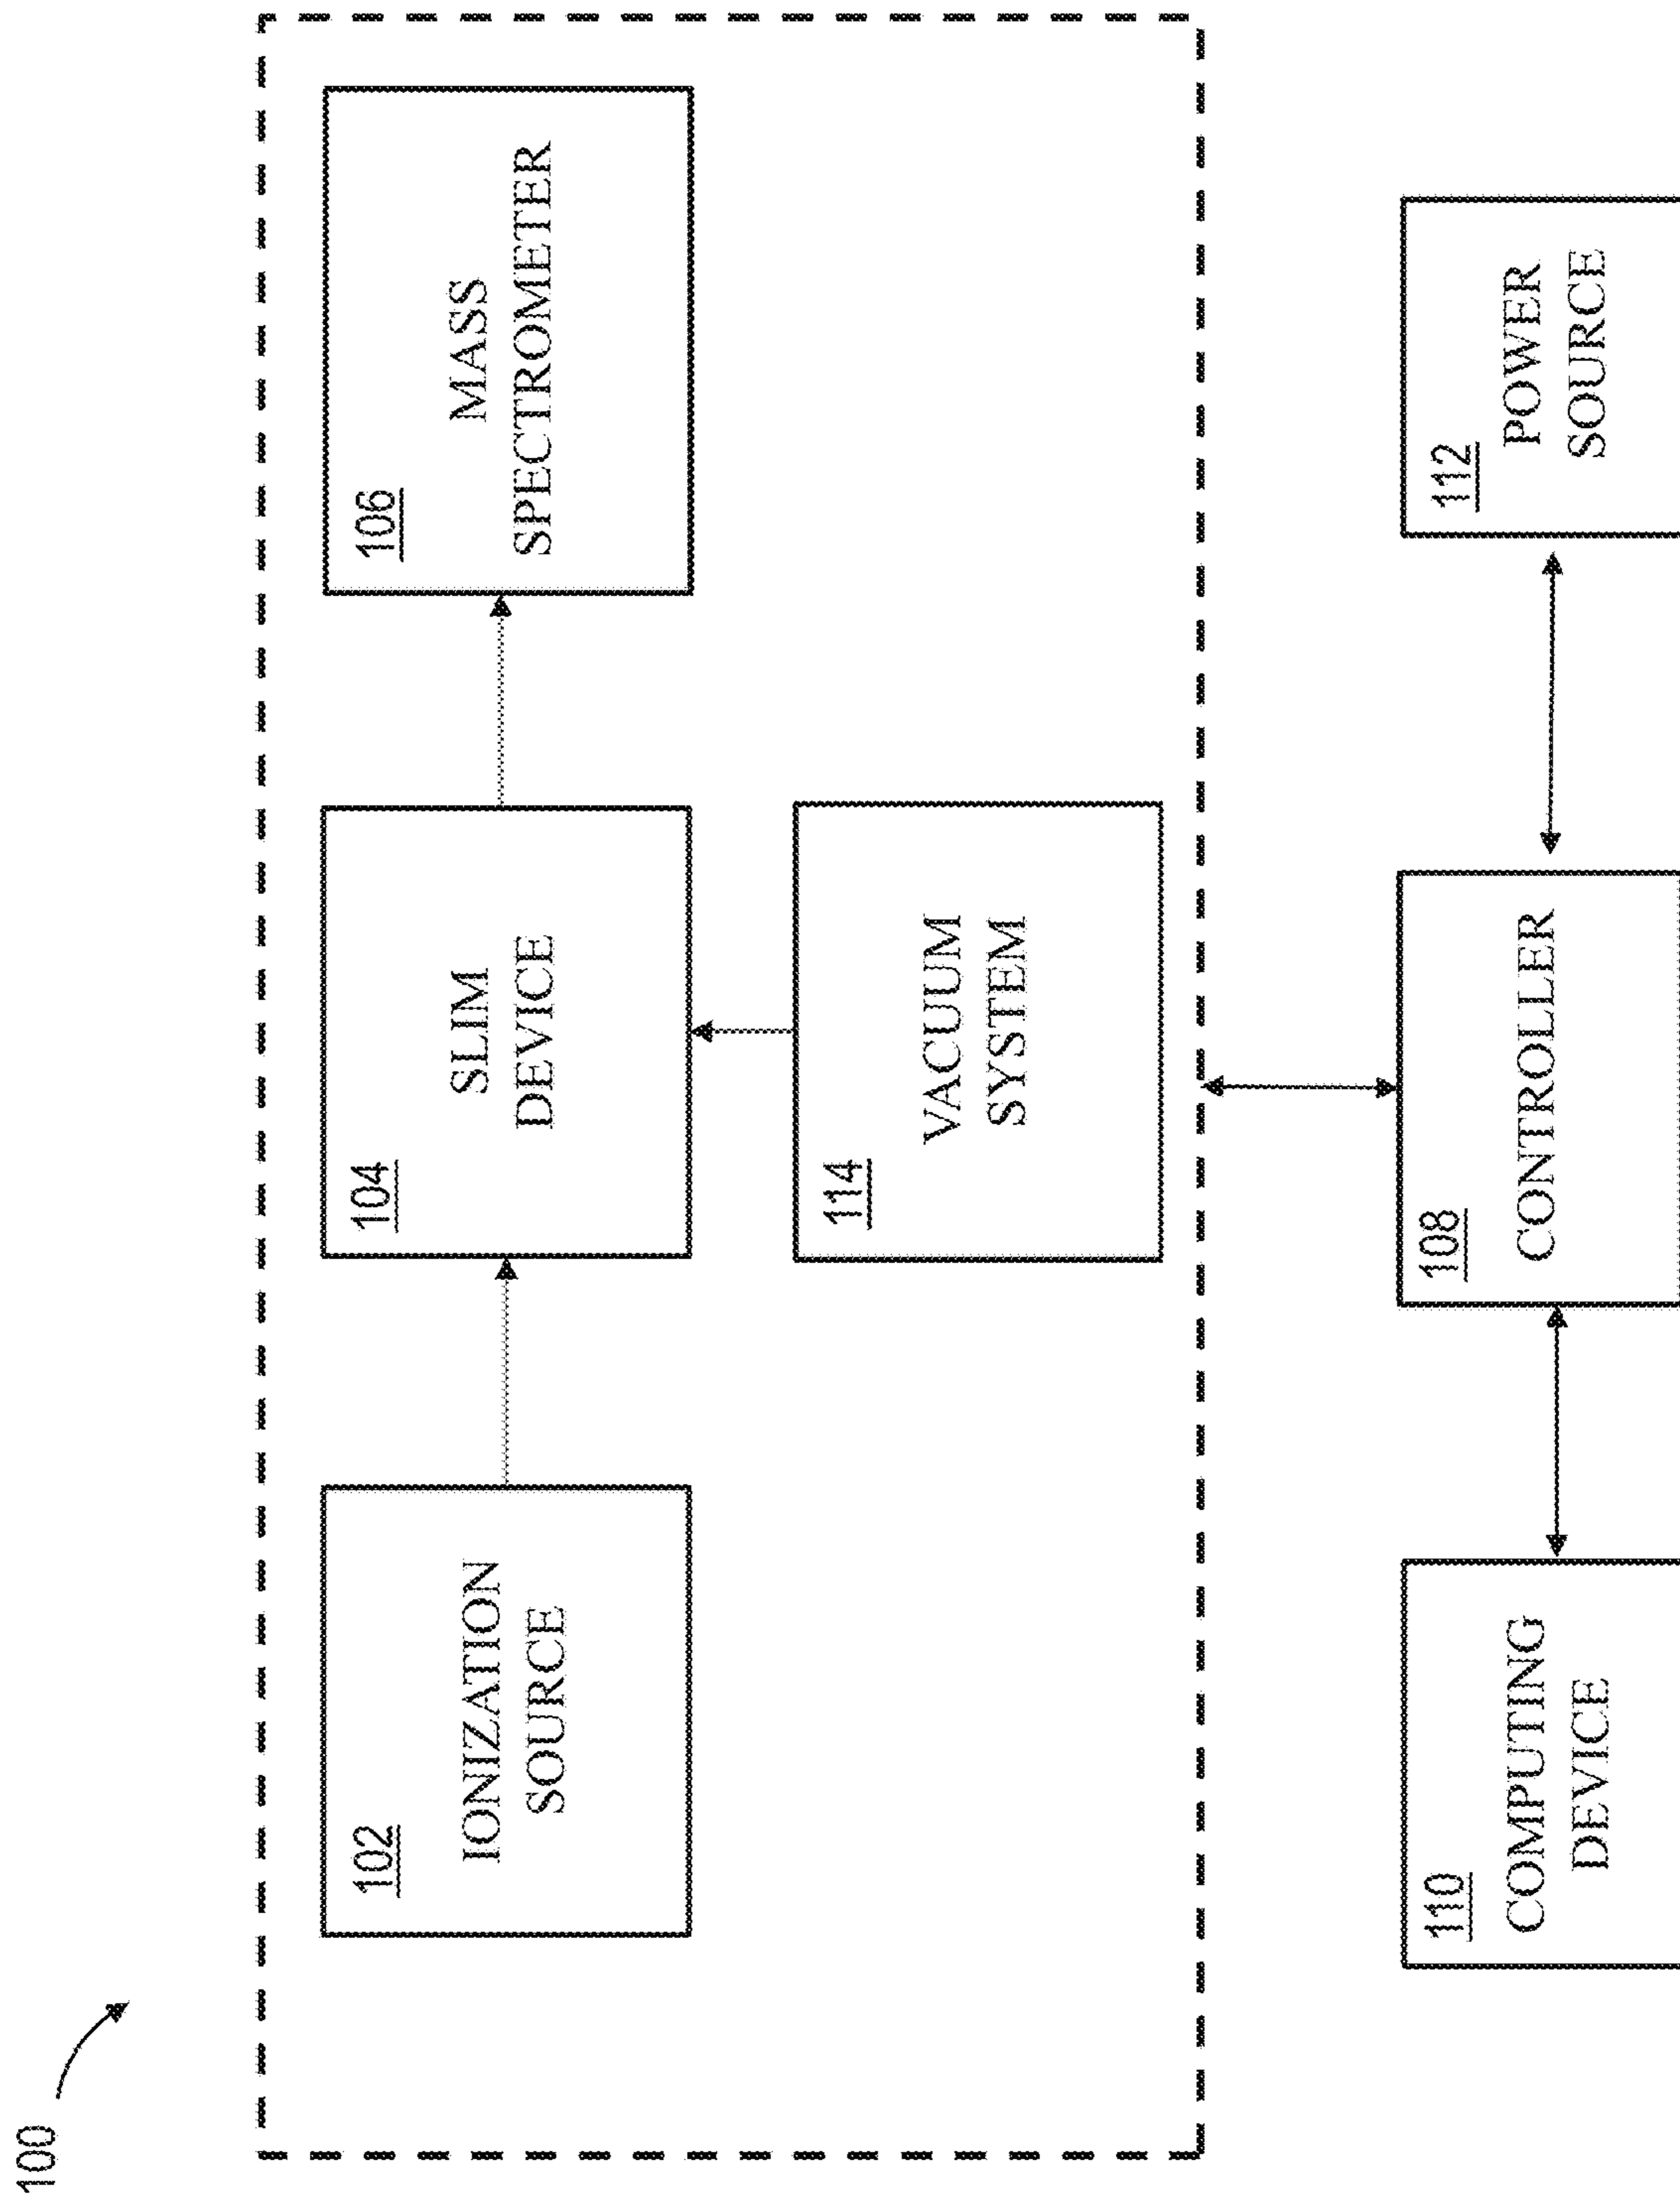 100
102
IONIZATION
SOURCE
104
SLIM
DEVICE
106
MASS
SPECTROMETER
114
VACUUM
SYSTEM
110
COMPUTING
DEVICE
108
CONTROLLER
112
POWER
SOURCE